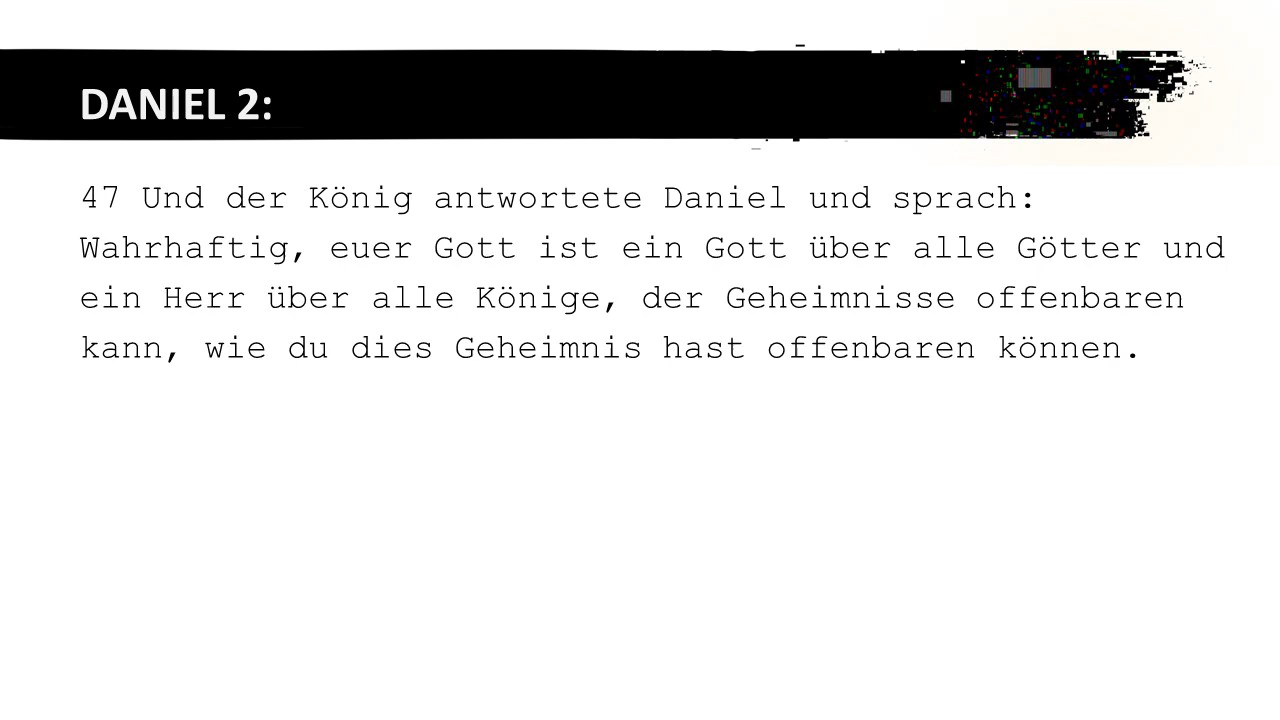 DANIEL 2:
47 Und der König antwortete Daniel und sprach:
Wahrhaftig, euer Gott ist ein Gott über alle Götter und
ein Herr über alle Könige, der Geheimnisse offenbaren
kann, wie du dies Geheimnis hast offenbaren können.